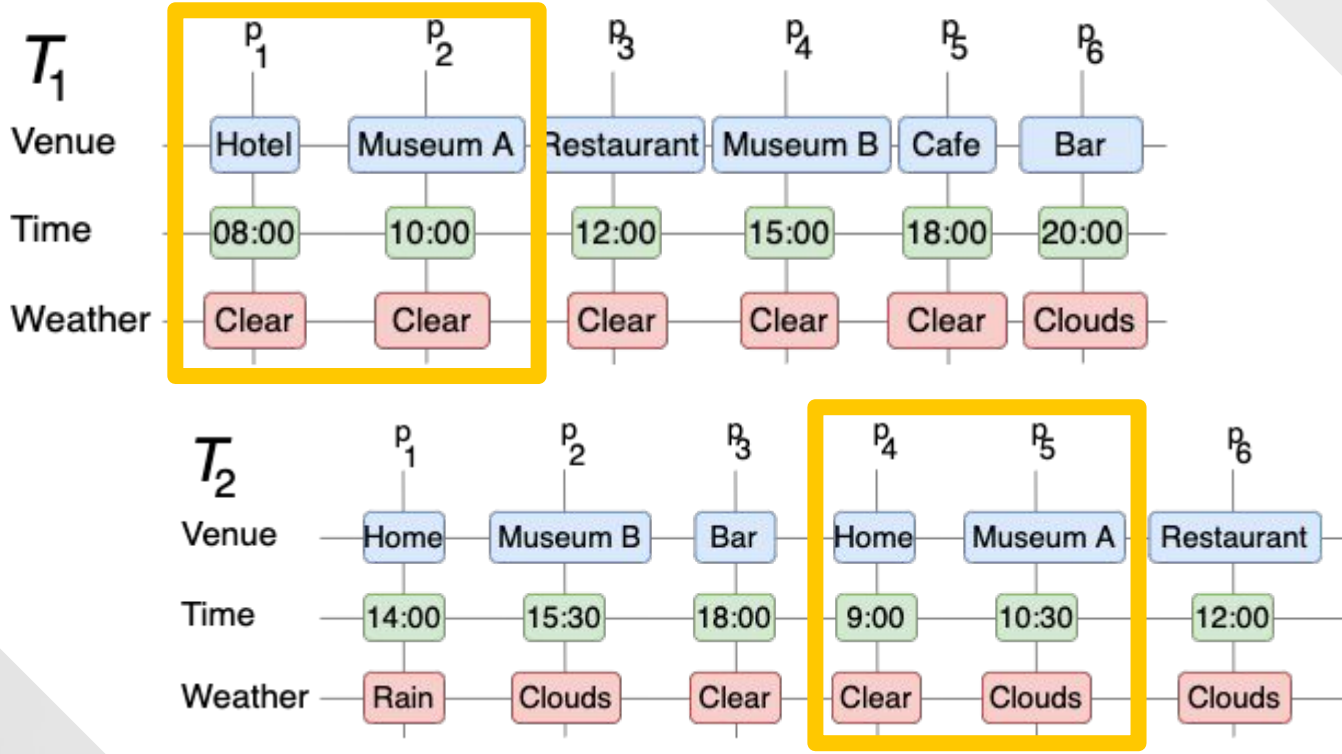 T1 p1 p2 p3 p4 p5 p6
Venue Hotel Museum A Restaurant Museum B Cafe Bar
Time 08:00 10:00 12:00 15:00 18:00 20:00
Weather Clear Clear Clear Clear Clear Clouds
T2 p1 p2 p3 p4 p5 p6
Venue Home Museum B Bar Home Museum A Restaurant
Time 14:00 15:30 18:00 9:00 10:30 12:00
Weather Rain Clouds Clear Clear Clouds Clouds